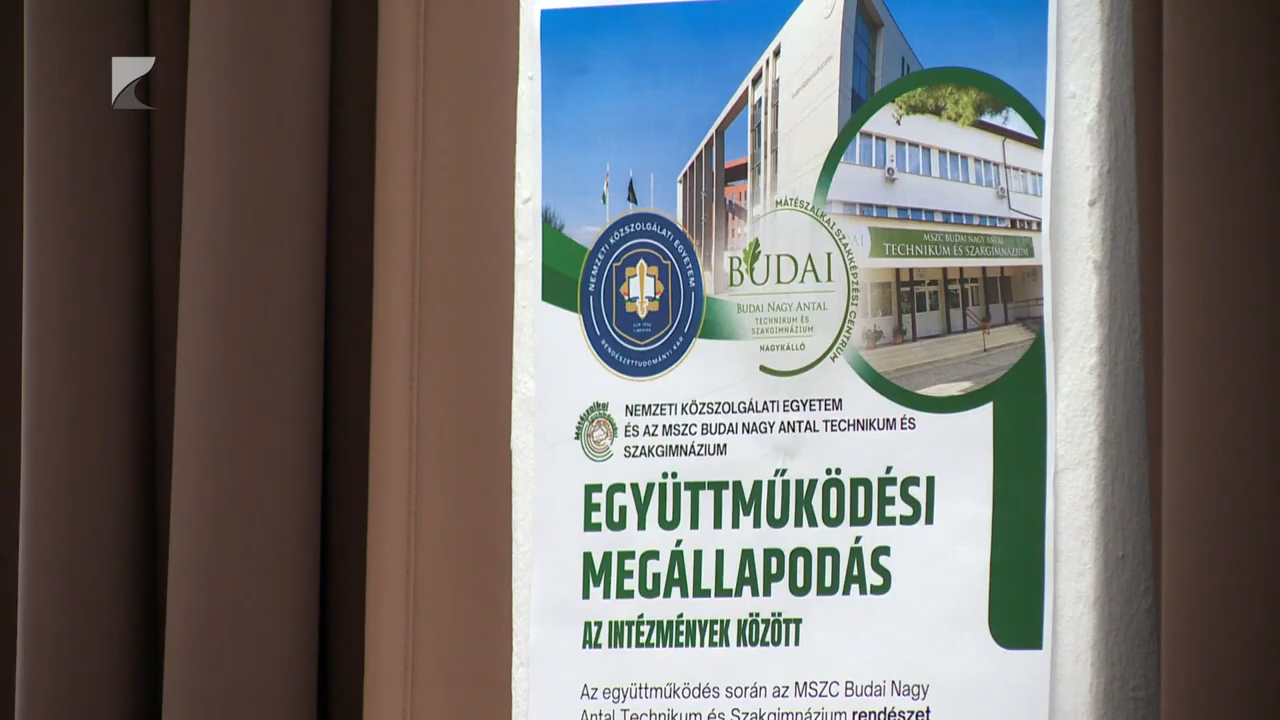 MSZC BUDAI NAGY ANTAL
TECHNIKUM ÉS SZAKGIMNÁZIUM
NEMZETI KÖZSZOLGÁLATI EGYETEM
RENDÉSZETTUDOMÁNYI KAR
MÁTÉSZALKAI SZAKKÉPZÉSI CENTRUM
BUDAI
BUDAI NAGY ANTAL
TECHNIKUM ÉS
SZAKGIMNÁZIUM
NAGYKÁLLÓ
NEMZETI KÖZSZOLGÁLATI EGYETEM
ÉS AZ MSZC BUDAI NAGY ANTAL TECHNIKUM ÉS
SZAKGIMNÁZIUM
EGYÜTTMŰKÖDÉSI
MEGÁLLAPODÁS
AZ INTÉZMÉNYEK KÖZÖTT
Az együttműködés során az MSZC Budai Nagy
Antal Technikum és Szakgimnázium rendészet